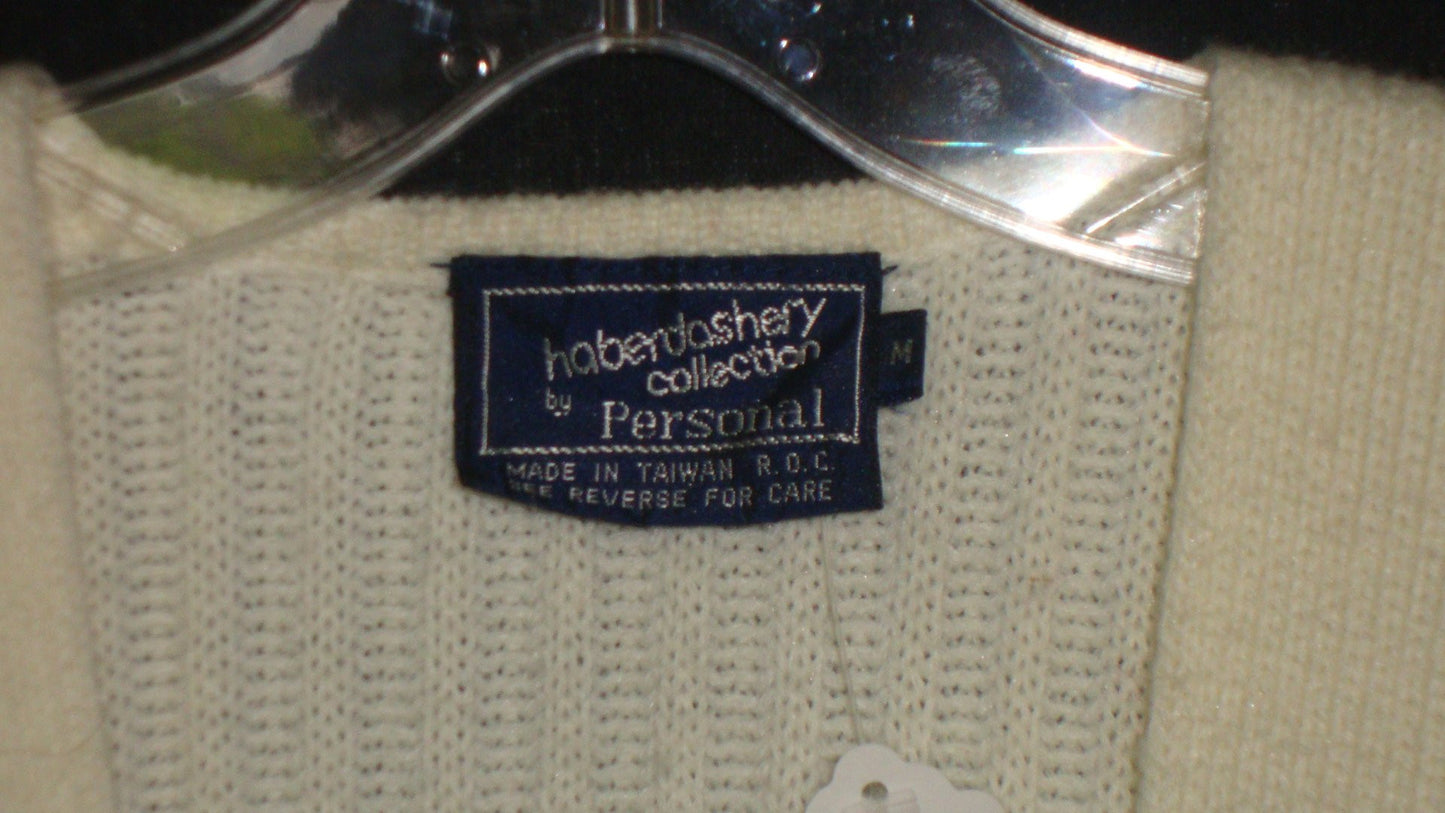 haberdashery
collection
by Personal
MADE IN TAIWAN R.O.C.
SEE REVERSE FOR CARE
M